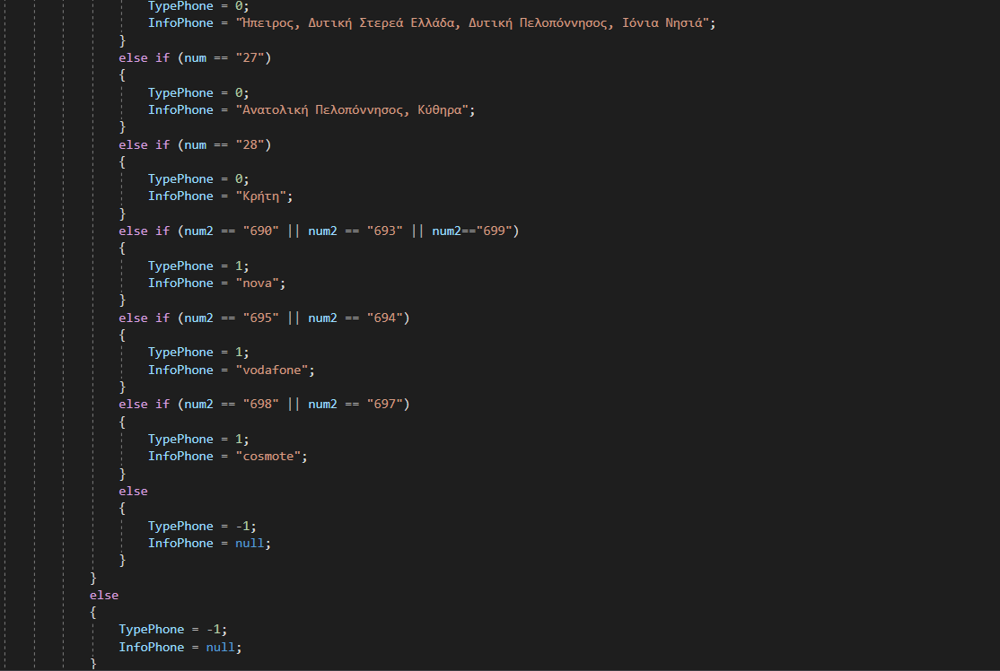 TypePhone = 0;
InfoPhone = "Ήπειρος, Δυτική Στερεά Ελλάδα, Δυτική Πελοπόννησος, Ιόνια Νησιά";
}
else if (num == "27")
{
TypePhone = 0;
InfoPhone = "Ανατολική Πελοπόννησος, Κύθηρα";
}
else if (num == "28")
{
TypePhone = 0;
InfoPhone = "Κρήτη";
}
else if (num2 == "690" || num2 == "693" || num2=="699")
{
TypePhone = 1;
InfoPhone = "nova";
}
else if (num2 == "695" || num2 == "694")
{
TypePhone = 1;
InfoPhone = "vodafone";
}
else if (num2 == "698" || num2 == "697")
{
TypePhone = 1;
InfoPhone = "cosmote";
}
else
{
TypePhone = -1;
InfoPhone = null;
}
}
else
{
TypePhone = -1;
InfoPhone = null;
}